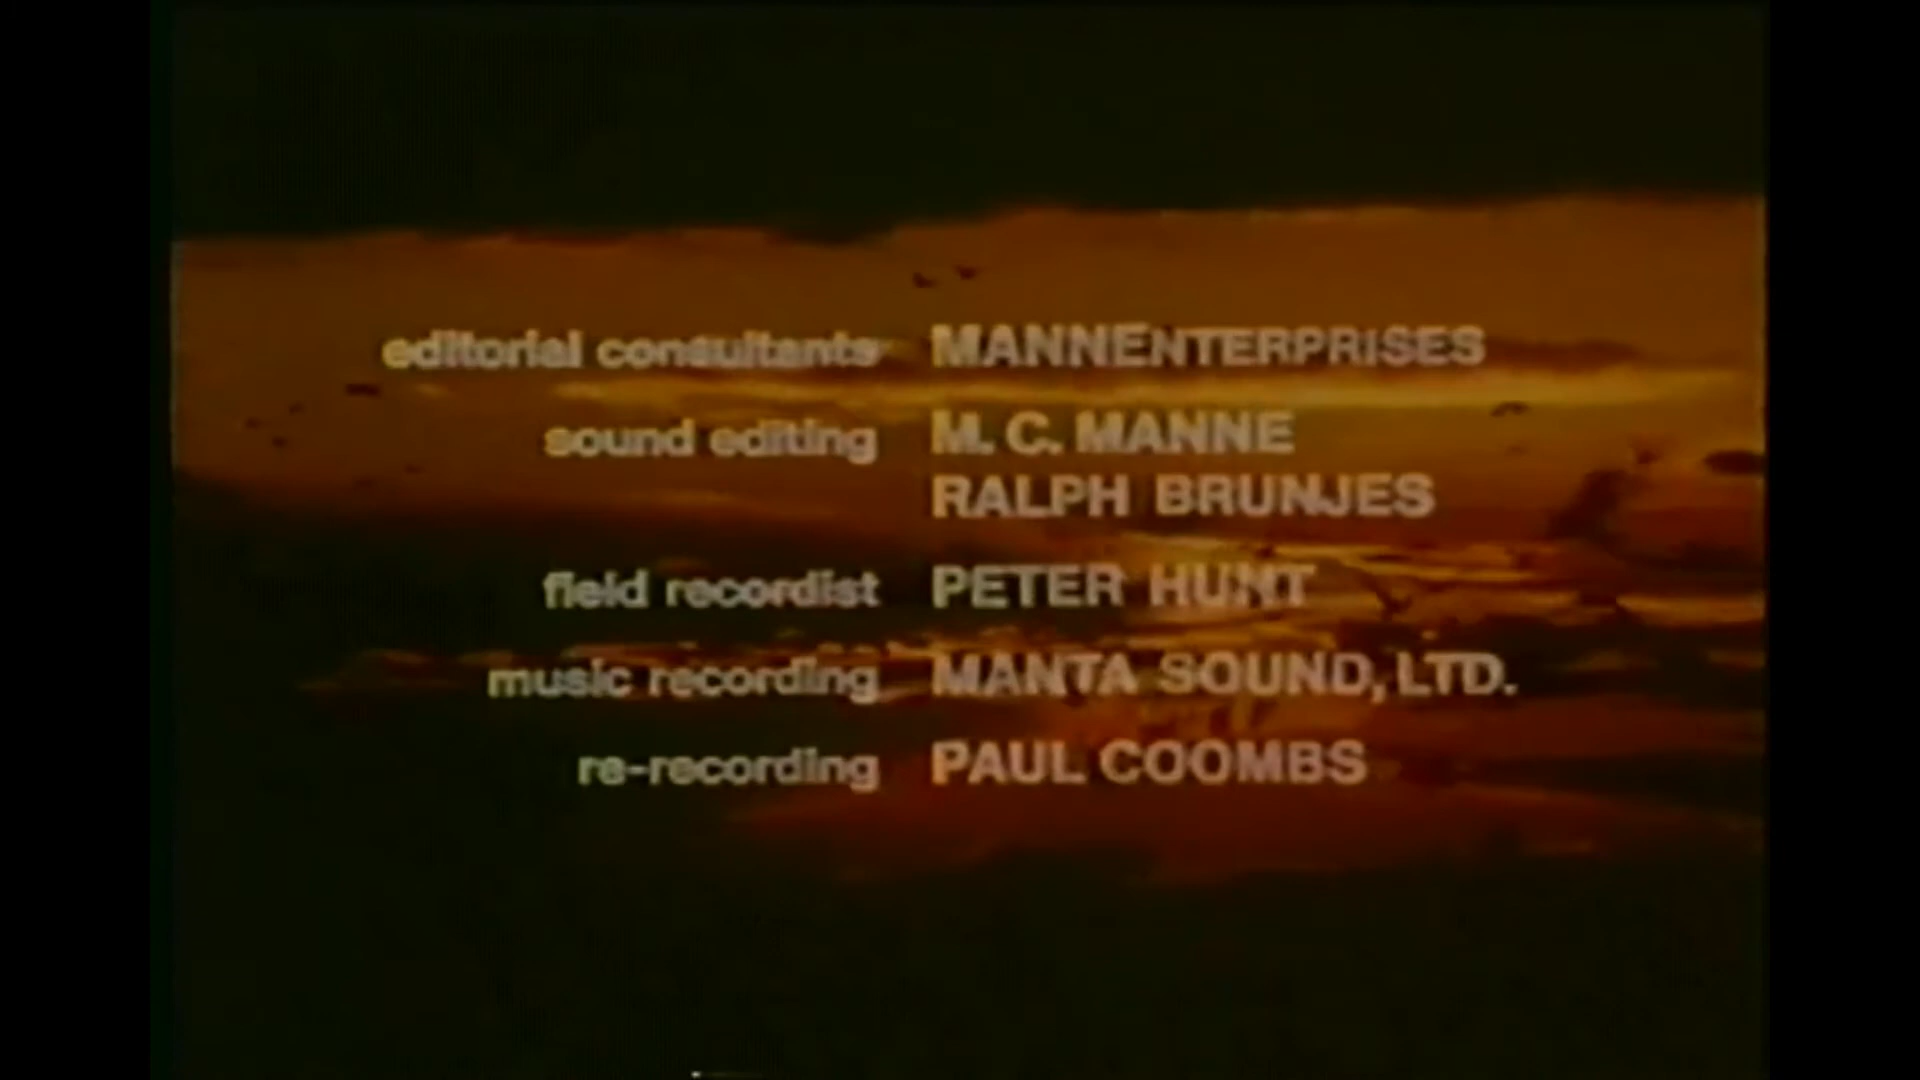 editorial consultants MANNENTERPRISES
sound editing M. C. MANNE
RALPH BRUNJES
field recordist PETER HUNT
music recording MANTA SOUND, LTD.
re-recording PAUL COOMBS